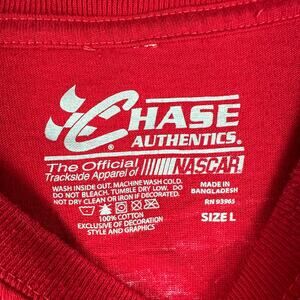 CHASE
AUTHENTICS®
The Official
Trackside Apparel of NASCAR
WASH INSIDE OUT. MACHINE WASH COLD.
DO NOT BLEACH. TUMBLE DRY LOW. DO
NOT DRY CLEAN OR IRON IF DECORATED.
100% COTTON
EXCLUSIVE OF DECORATION
STYLE AND GRAPHICS
MADE IN
BANGLADESH
RN 93965
SIZE L